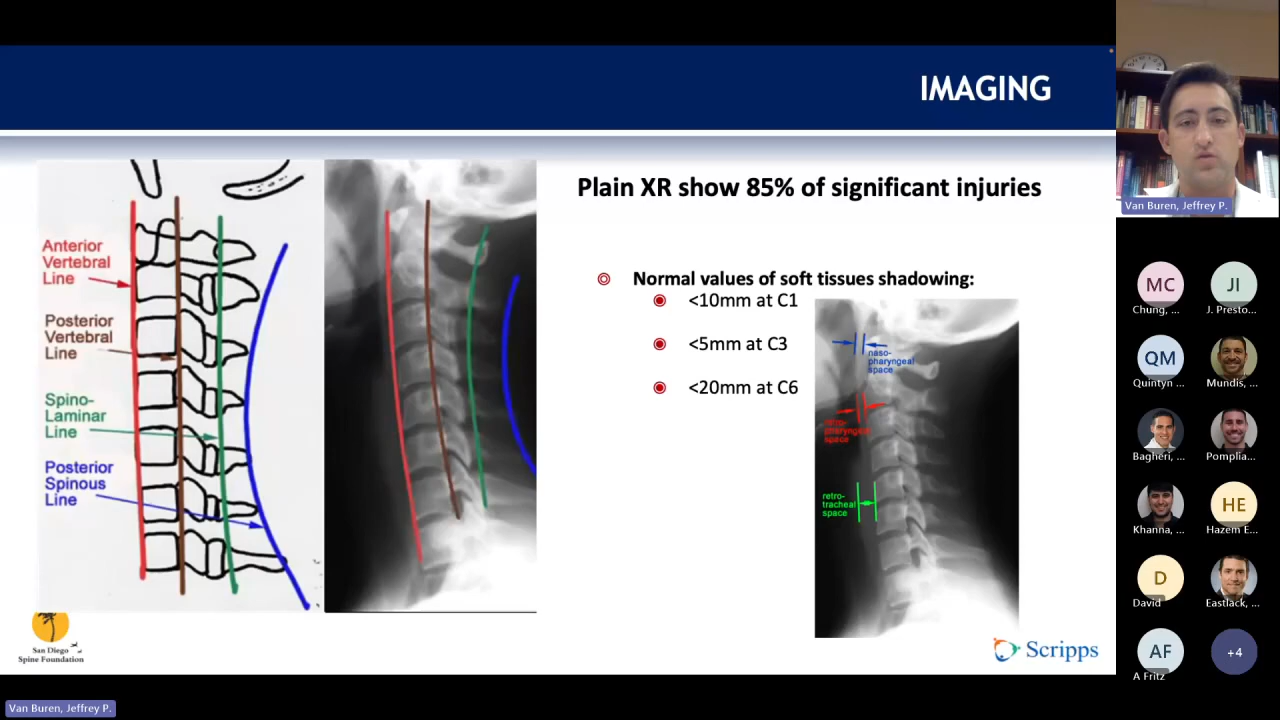 IMAGING
Plain XR show 85% of significant injuries
Normal values of soft tissues shadowing:
<10mm at C1
<5mm at C3
<20mm at C6
Anterior
Vertebral
Line
Posterior
Vertebral
Line
Spino-
Laminar
Line
Posterior
Spinous
Line
naso-
pharyngeal
space
retro-
pharyngeal
space
retro-
tracheal
space
San Diego
Spine Foundation
Scripps
Van Buren, Jeffrey P.
MC
Chung, ...
JI
J. Presto...
QM
Quintyn ...
Mundis, ...
Bagheri, ...
Pomplia...
Khanna, ...
HE
Hazem E...
D
David
Eastlack, ...
AF
A Fritz
+4
Van Buren, Jeffrey P.